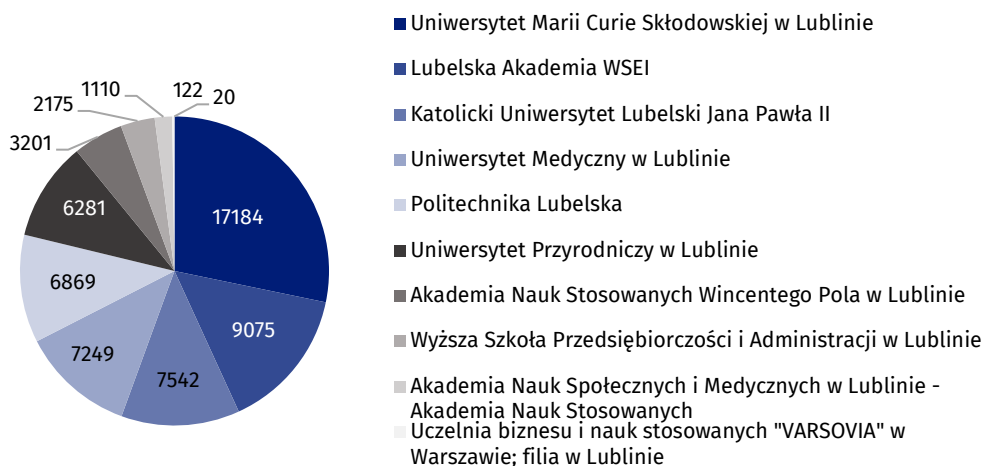 Uniwersytet Marii Curie Skłodowskiej w Lublinie
Lubelska Akademia WSEI
Katolicki Uniwersytet Lubelski Jana Pawła II
Uniwersytet Medyczny w Lublinie
Politechnika Lubelska
Uniwersytet Przyrodniczy w Lublinie
Akademia Nauk Stosowanych Wincentego Pola w Lublinie
Wyższa Szkoła Przedsiębiorczości i Administracji w Lublinie
Akademia Nauk Społecznych i Medycznych w Lublinie -
Akademia Nauk Stosowanych
Uczelnia biznesu i nauk stosowanych "VARSOVIA" w
Warszawie; filia w Lublinie
17184
9075
7542
7249
6869
6281
3201
2175
1110
122
20